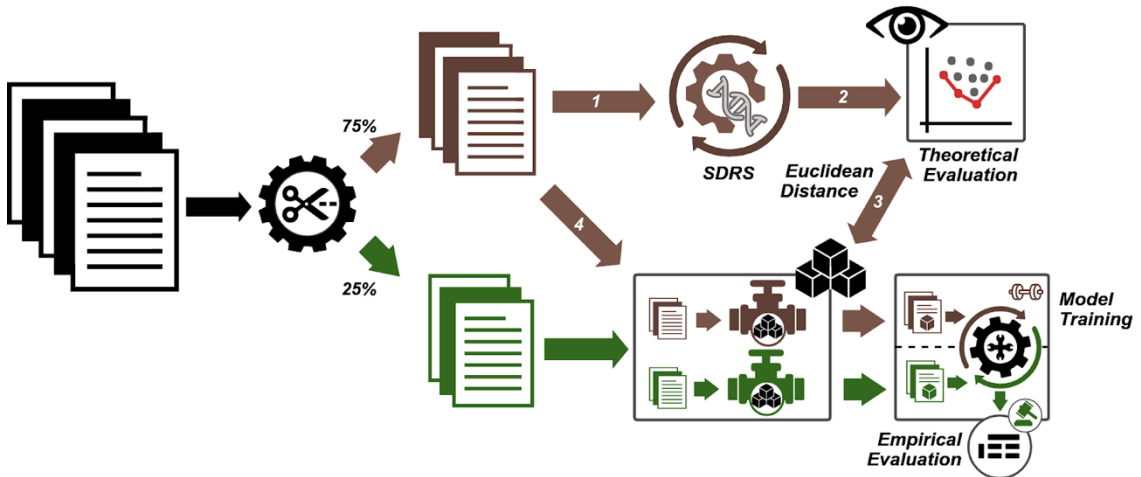 75%
25%
1
SDRS
2
Theoretical
Evaluation
Euclidean
Distance
3
4
Model
Training
Empirical
Evaluation